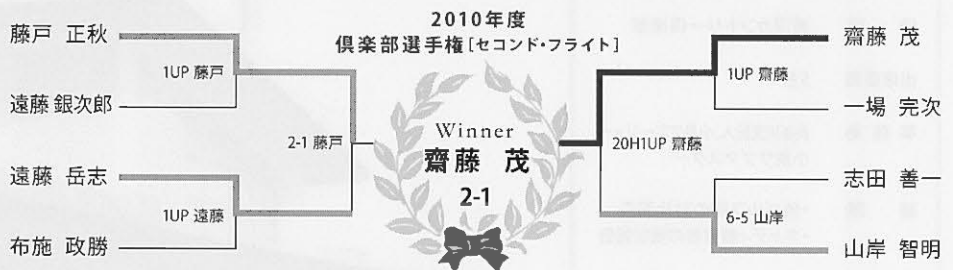 2010年度
倶楽部選手権[セコンド・フライト]
藤戸 正秋
1UP 藤戸
遠藤 銀次郎
2-1 藤戸
遠藤 岳志
1UP 遠藤
布施 政勝
Winner
齋藤 茂
2-1
齋藤 茂
1UP 齋藤
一場 完次
20H1UP 齋藤
志田 善一
6-5 山岸
山岸 智明